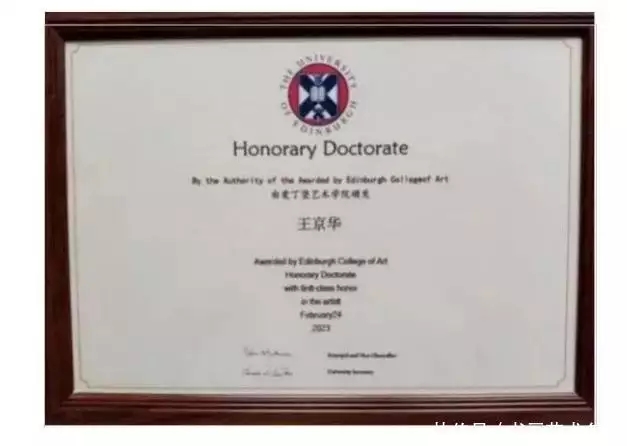 THE UNIVERSITY OF EDINBURGH
Honorary Doctorate
By the Authority of the Awarded by Edinburgh Collegeof Art
由爱丁堡艺术学院颁发
王京华
Awarded by Edinburgh College of Art
Honorary Doctorate
with first-class honor
in the artist
February24
2023
Principal and Vice-Chancellor
University Secretary